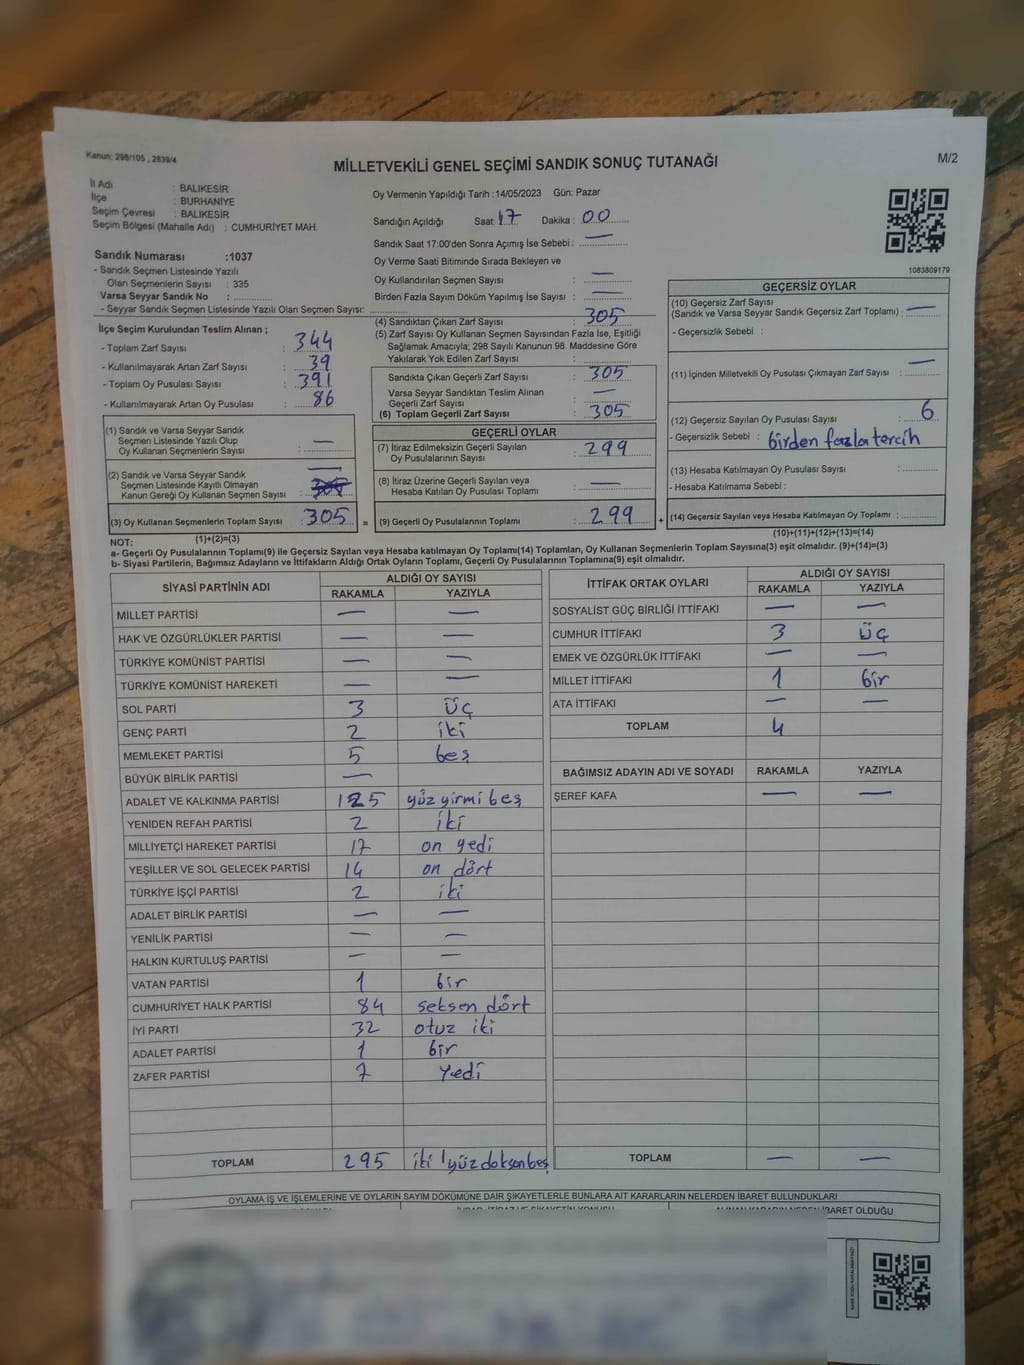 Kanun: 298/105 , 2839/4
MİLLETVEKİLİ GENEL SEÇİMİ SANDIK SONUÇ TUTANAĞI
M/2
İl Adı : BALIKESİR
İlçe : BURHANİYE
Seçim Çevresi : BALIKESİR
Seçim Bölgesi (Mahalle Adı) : CUMHURİYET MAH.
Sandık Numarası :1037
- Sandık Seçmen Listesinde Yazılı
Olan Seçmenlerin Sayısı : 335
Varsa Seyyar Sandık No :
- Seyyar Sandık Seçmen Listesinde Yazılı Olan Seçmen Sayısı:
Oy Vermenin Yapıldığı Tarih :14/05/2023 Gün: Pazar
Sandığın Açıldığı Saat: 17 Dakika : 00
Sandık Saat 17:00'den Sonra Açımış İse Sebebi : —
Oy Verme Saati Bitiminde Sırada Bekleyen ve
Oy Kullandırılan Seçmen Sayısı : —
Birden Fazla Sayım Döküm Yapılmış İse Sayısı : —
1083809179
İlçe Seçim Kurulundan Teslim Alınan ;
- Toplam Zarf Sayısı : 344
- Kullanılmayarak Artan Zarf Sayısı : 39
- Toplam Oy Pusulası Sayısı : 391
- Kullanılmayarak Artan Oy Pusulası : 86
(1) Sandık ve Varsa Seyyar Sandık
Seçmen Listesinde Yazılı Olup
Oy Kullanan Seçmenlerin Sayısı : —
(2) Sandık ve Varsa Seyyar Sandık
Seçmen Listesinde Kayıtlı Olmayan
Kanun Gereği Oy Kullanan Seçmen Sayısı : —
(3) Oy Kullanan Seçmenlerin Toplam Sayısı : 305
(1)+(2)=(3)
(4) Sandıktan Çıkan Zarf Sayısı : 305
(5) Zarf Sayısı Oy Kullanan Seçmen Sayısından Fazla İse, Eşitliği
Sağlamak Amacıyla; 298 Sayılı Kanunun 98. Maddesine Göre
Yakılarak Yok Edilen Zarf Sayısı :
Sandıkta Çıkan Geçerli Zarf Sayısı : 305
Varsa Seyyar Sandıktan Teslim Alınan
Geçerli Zarf Sayısı : —
(6) Toplam Geçerli Zarf Sayısı : 305
GEÇERLİ OYLAR
(7) İtiraz Edilmeksizin Geçerli Sayılan
Oy Pusulalarının Sayısı : 299
(8) İtiraz Üzerine Geçerli Sayılan veya
Hesaba Katılan Oy Pusulası Toplamı : —
= (9) Geçerli Oy Pusulalarının Toplamı : 299 +
GEÇERSİZ OYLAR
(10) Geçersiz Zarf Sayısı
(Sandık ve Varsa Seyyar Sandık Geçersiz Zarf Toplamı) : —
- Geçersizlik Sebebi :
(11) İçinden Milletvekili Oy Pusulası Çıkmayan Zarf Sayısı : —
(12) Geçersiz Sayılan Oy Pusulası Sayısı : 6
- Geçersizlik Sebebi : birden fazla tercih
(13) Hesaba Katılmayan Oy Pusulası Sayısı :
- Hesaba Katılmama Sebebi :
(14) Geçersiz Sayılan veya Hesaba Katılmayan Oy Toplamı :
(10)+(11)+(12)+(13)=(14)
NOT:
a- Geçerli Oy Pusulalarının Toplamı(9) ile Geçersiz Sayılan veya Hesaba katılmayan Oy Toplamı(14) Toplamları, Oy Kullanan Seçmenlerin Toplam Sayısına(3) eşit olmalıdır. (9)+(14)=(3)
b- Siyasi Partilerin, Bağımsız Adayların ve İttifakların Aldığı Ortak Oyların Toplamı, Geçerli Oy Pusulalarının Toplamına(9) eşit olmalıdır.
SİYASİ PARTİNİN ADI ALDIĞI OY SAYISI
RAKAMLA YAZIYLA
MİLLET PARTİSİ — —
HAK VE ÖZGÜRLÜKLER PARTİSİ — —
TÜRKİYE KOMÜNİST PARTİSİ — —
TÜRKİYE KOMÜNİST HAREKETİ — —
SOL PARTİ 3 üç
GENÇ PARTİ 2 iki
MEMLEKET PARTİSİ 5 beş
BÜYÜK BİRLİK PARTİSİ —
ADALET VE KALKINMA PARTİSİ 125 yüz yirmi beş
YENİDEN REFAH PARTİSİ 2 iki
MİLLİYETÇİ HAREKET PARTİSİ 17 on yedi
YEŞİLLER VE SOL GELECEK PARTİSİ 14 on dört
TÜRKİYE İŞÇİ PARTİSİ 2 iki
ADALET BİRLİK PARTİSİ — —
YENİLİK PARTİSİ — —
HALKIN KURTULUŞ PARTİSİ — —
VATAN PARTİSİ 1 bir
CUMHURİYET HALK PARTİSİ 84 seksen dört
İYİ PARTİ 32 otuz iki
ADALET PARTİSİ 1 bir
ZAFER PARTİSİ 7 yedi
TOPLAM 295 iki yüz doksan beş
İTTİFAK ORTAK OYLARI ALDIĞI OY SAYISI
RAKAMLA YAZIYLA
SOSYALİST GÜÇ BİRLİĞİ İTTİFAKI — —
CUMHUR İTTİFAKI 3 üç
EMEK VE ÖZGÜRLÜK İTTİFAKI — —
MİLLET İTTİFAKI 1 bir
ATA İTTİFAKI — —
TOPLAM 4
BAĞIMSIZ ADAYIN ADI VE SOYADI RAKAMLA YAZIYLA
ŞEREF KAFA — —
TOPLAM — —
OYLAMA İŞ VE İŞLEMLERİNE VE OYLARIN SAYIM DÖKÜMÜNE DAİR ŞİKAYETLERLE BUNLARA AİT KARARLARIN NELERDEN İBARET BULUNDUKLARI